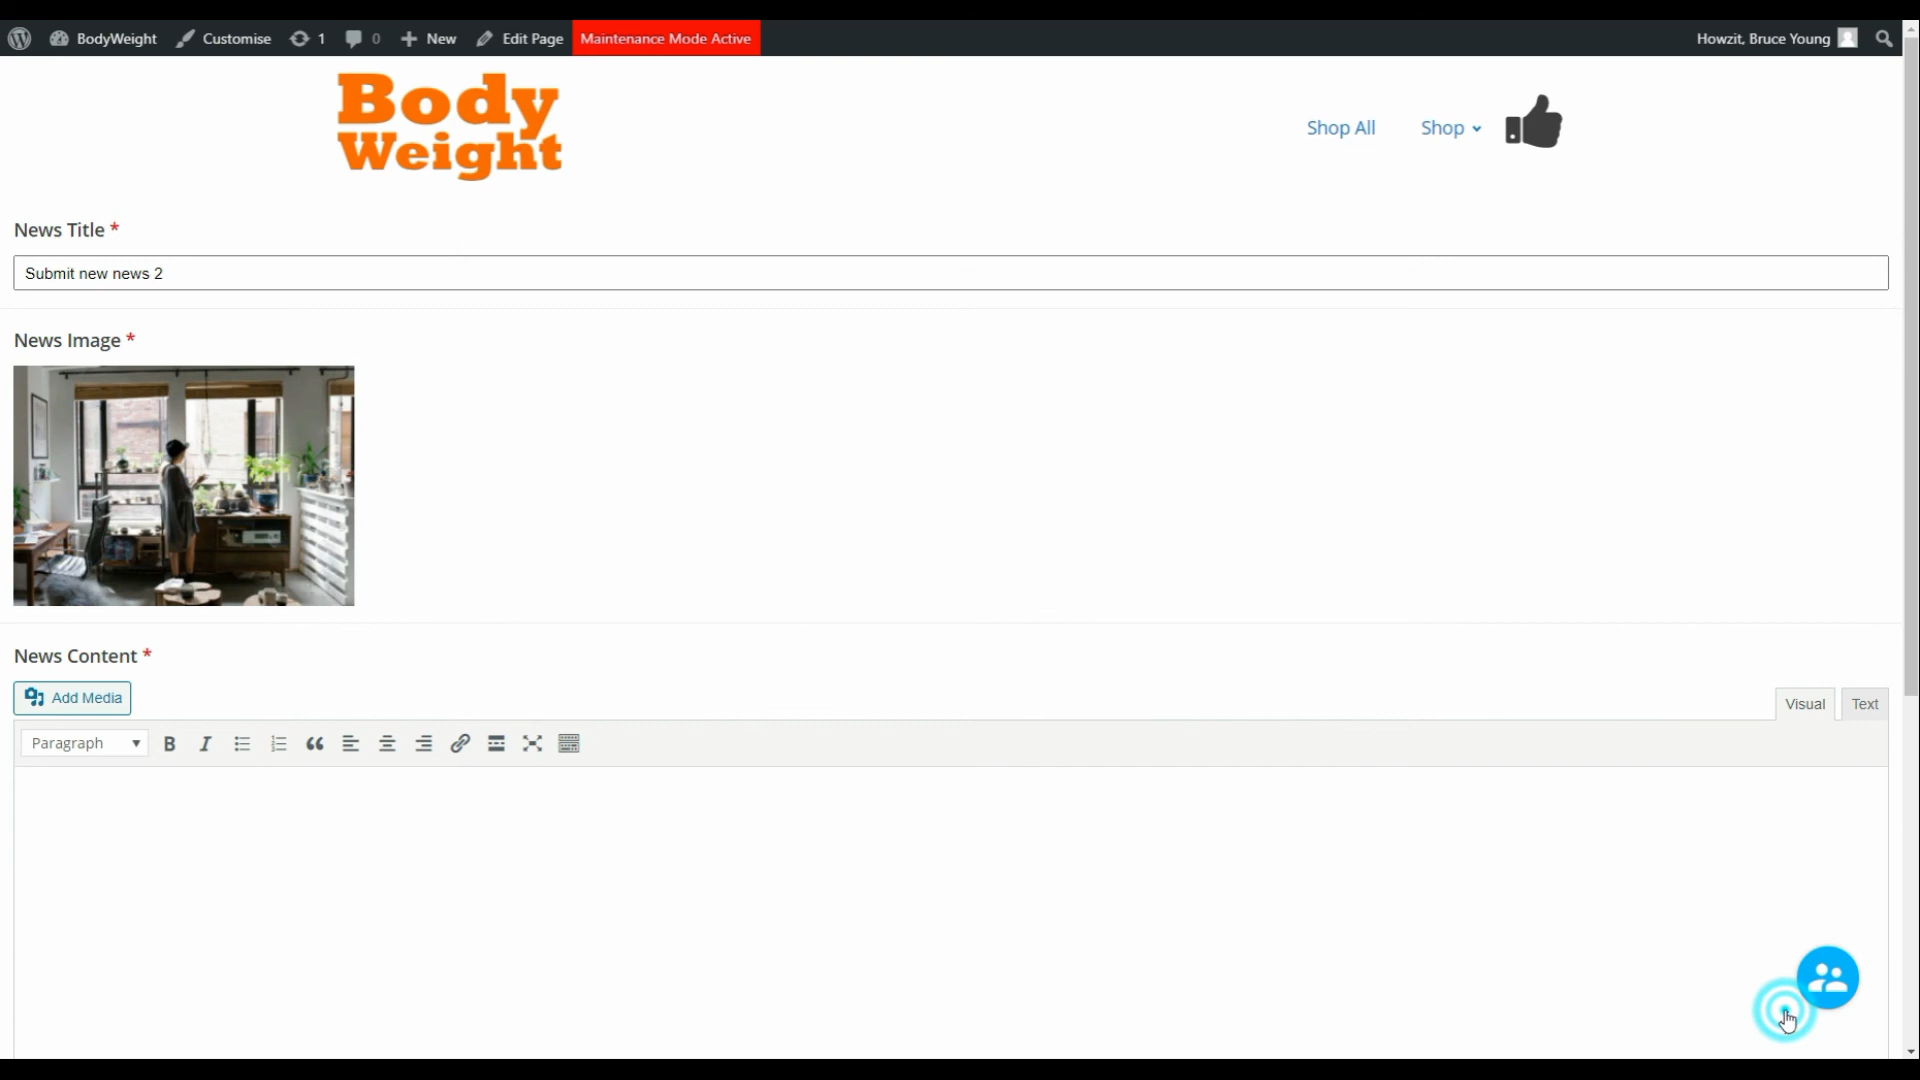 BodyWeight Customise 1 0 New Edit Page Maintenance Mode Active Howzit, Bruce Young
Body
Weight
Shop All Shop
News Title *
Submit new news 2
News Image *
News Content *
Add Media
Visual Text
Paragraph